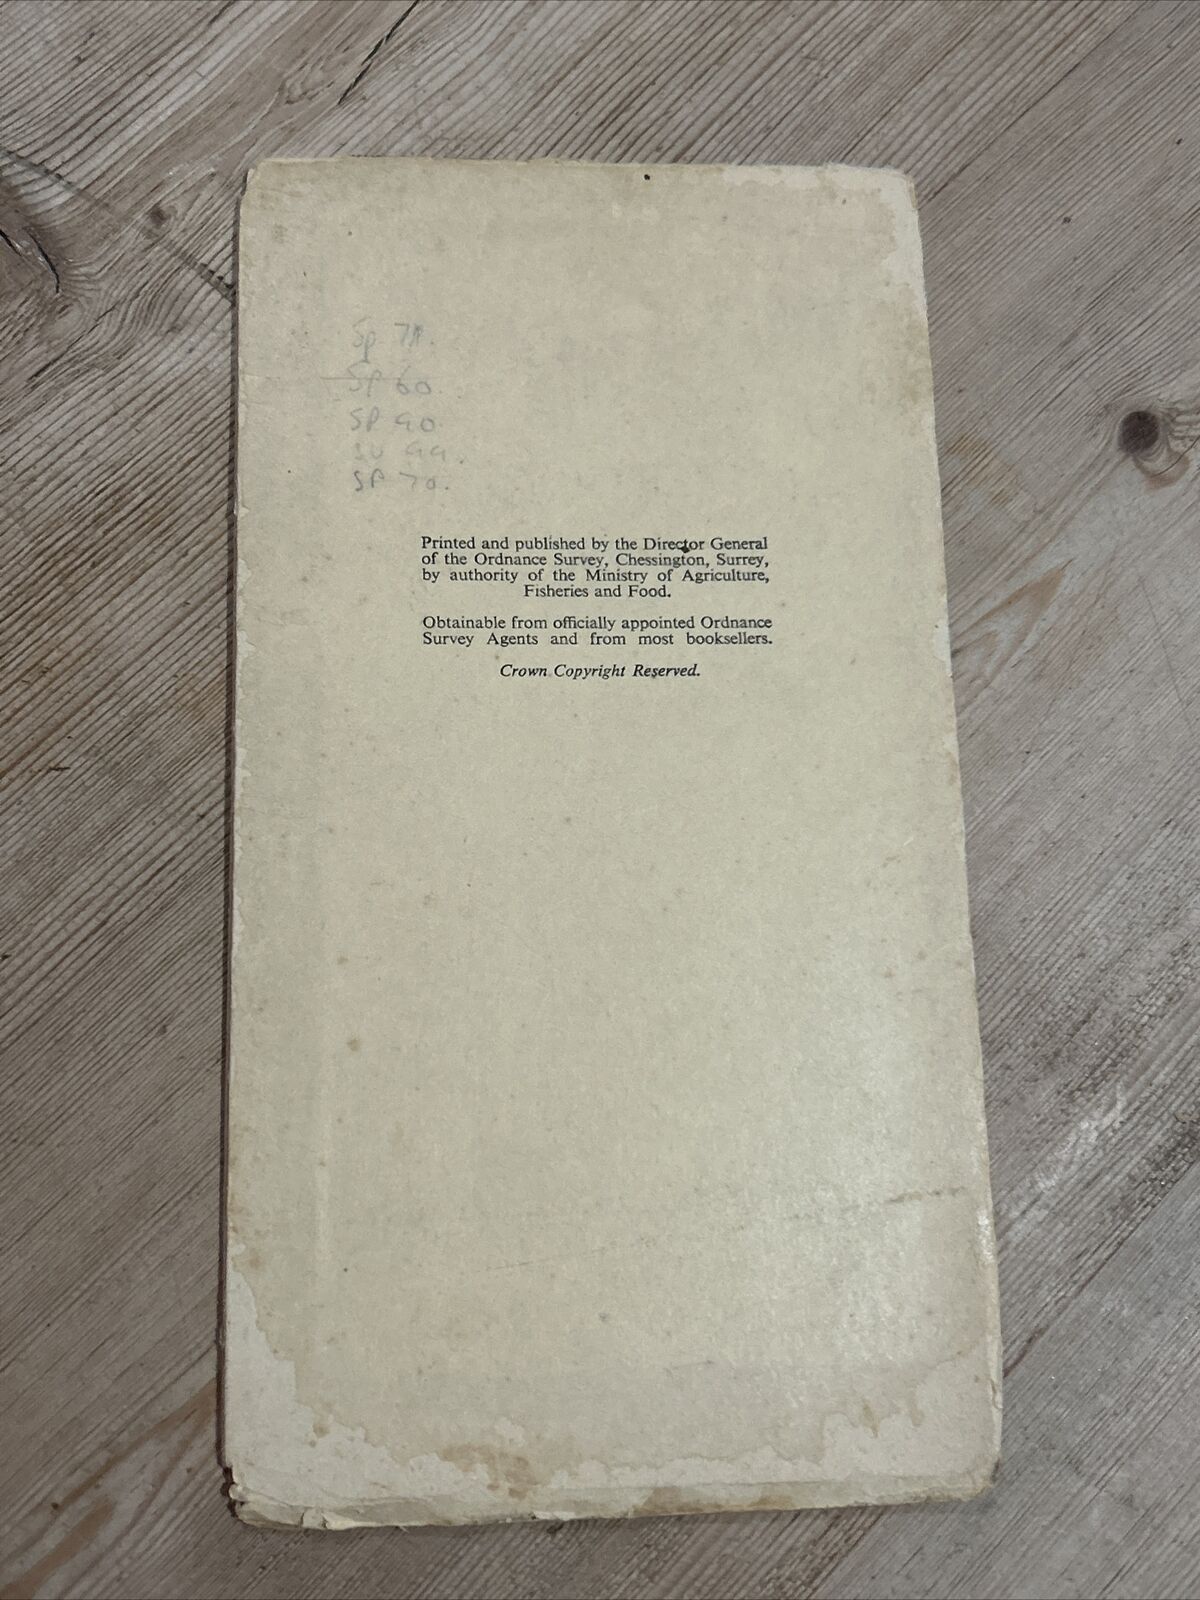 SP 60.
SP 90
SU 99.
SP 70.
Printed and published by the Director General
of the Ordnance Survey, Chessington, Surrey,
by authority of the Ministry of Agriculture,
Fisheries and Food.
Obtainable from officially appointed Ordnance
Survey Agents and from most booksellers.
Crown Copyright Reserved.